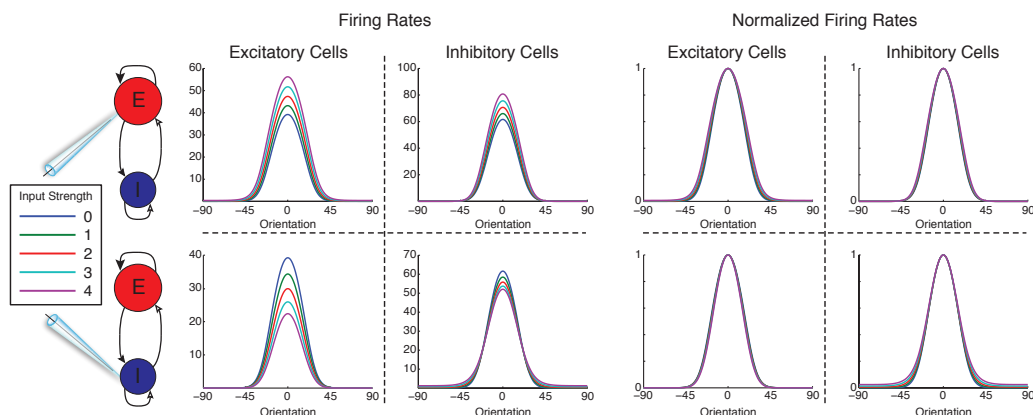 Firing Rates
Normalized Firing Rates
Excitatory Cells
Inhibitory Cells
Excitatory Cells
Inhibitory Cells
E
I
60
50
40
30
20
10
−90 −45 0 45 90
Orientation
100
80
60
40
20
−90 −45 0 45 90
Orientation
1
−90 −45 0 45 90
Orientation
1
−90 −45 0 45 90
Orientation
Input Strength
0
1
2
3
4
E
I
40
30
20
10
−90 −45 0 45 90
Orientation
70
60
50
40
30
20
10
−90 −45 0 45 90
Orientation
1
−90 −45 0 45 90
Orientation
1
−90 −45 0 45 90
Orientation